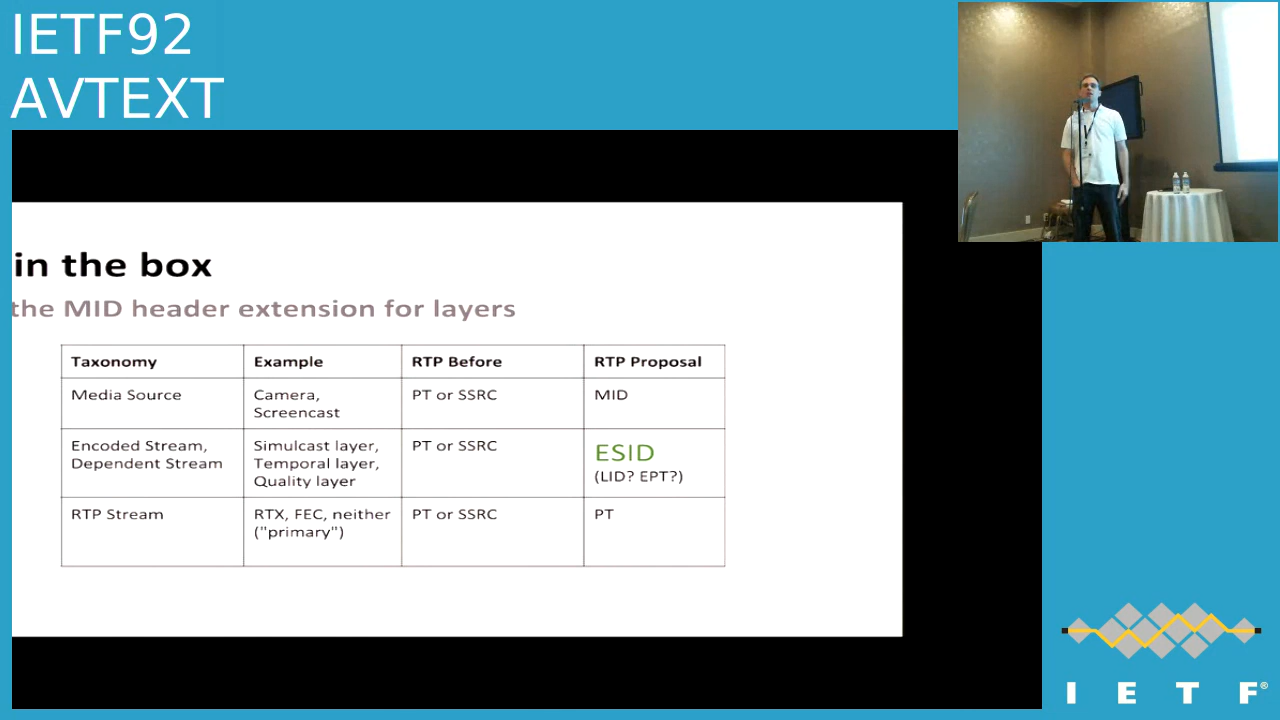 IETF92
AVTEXT
in the box
the MID header extension for layers
Taxonomy Example RTP Before RTP Proposal
Media Source Camera, Screencast PT or SSRC MID
Encoded Stream, Dependent Stream Simulcast layer, Temporal layer, Quality layer PT or SSRC ESID (LID? EPT?)
RTP Stream RTX, FEC, neither ("primary") PT or SSRC PT
I E T F®